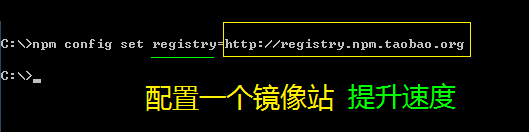 C:\>npm config set registry=http://registry.npm.taobao.org
C:\>_
配置一个镜像站 提升速度